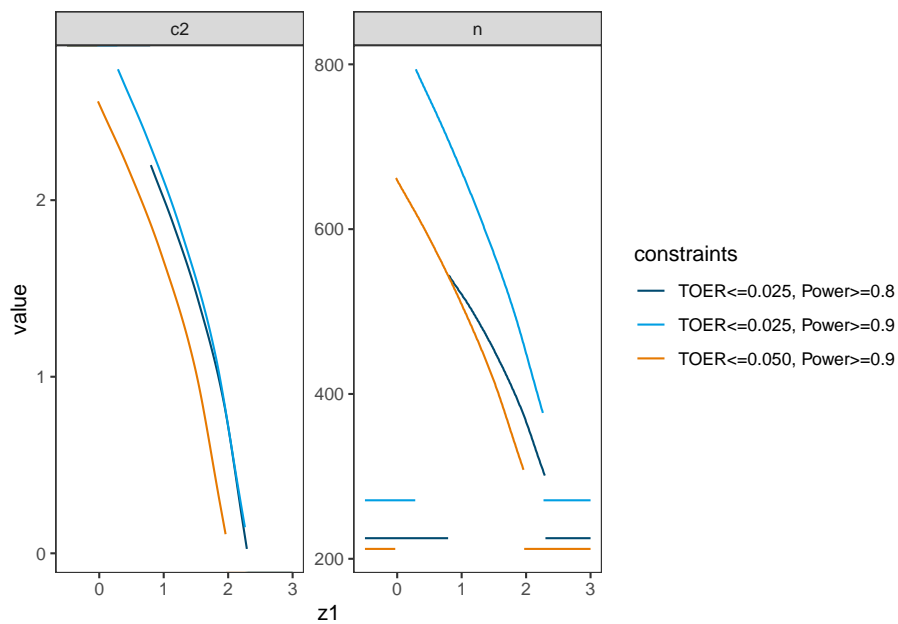 c2
n
value
2
1
0
800
600
400
200
0
1
2
3
0
1
2
3
z1
constraints
TOER<=0.025, Power>=0.8
TOER<=0.025, Power>=0.9
TOER<=0.050, Power>=0.9